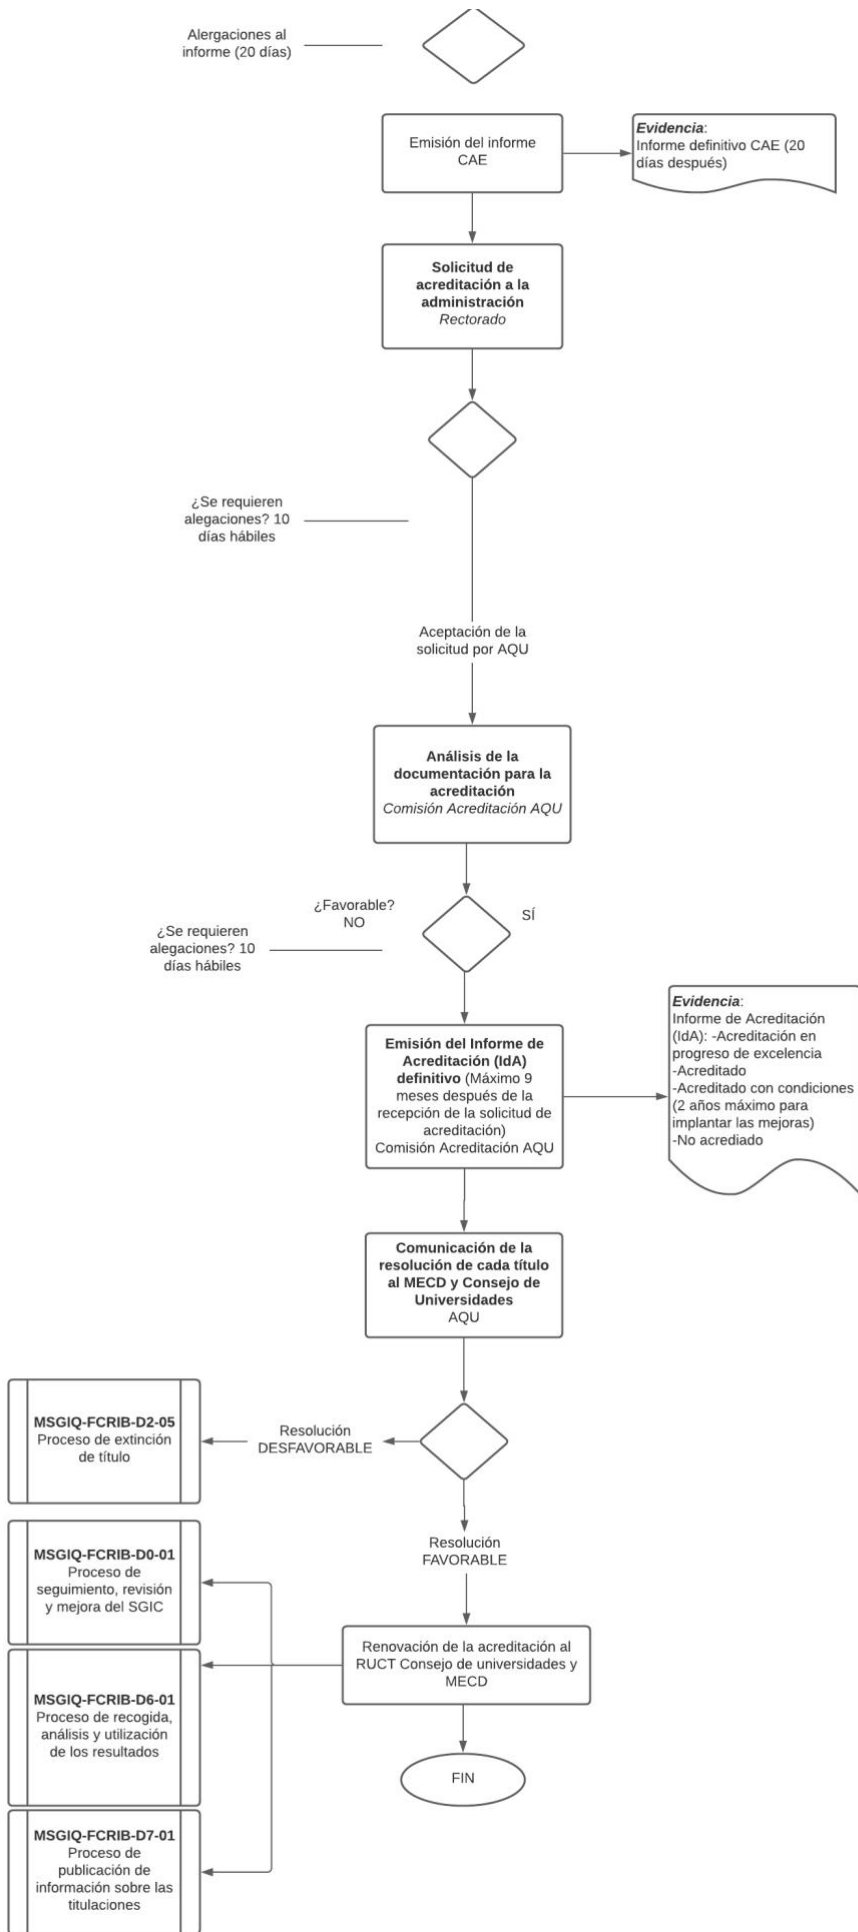 Alergaciones al
informe (20 días)
Emisión del informe
CAE
Evidencia:
Informe definitivo CAE (20
días después)
Solicitud de
acreditación a la
administración
Rectorado
¿Se requieren
alegaciones? 10
días hábiles
Aceptación de la
solicitud por AQU
Análisis de la
documentación para la
acreditación
Comisión Acreditación AQU
¿Favorable?
NO
SÍ
¿Se requieren
alegaciones? 10
días hábiles
Emisión del Informe de
Acreditación (IdA)
definitivo (Máximo 9
meses después de la
recepción de la solicitud de
acreditación)
Comisión Acreditación AQU
Evidencia:
Informe de Acreditación
(IdA): -Acreditación en
progreso de excelencia
-Acreditado
-Acreditado con condiciones
(2 años máximo para
implantar las mejoras)
-No acrediado
Comunicación de la
resolución de cada título
al MECD y Consejo de
Universidades
AQU
MSGIQ-FCRIB-D2-05
Proceso de extinción
de título
Resolución
DESFAVORABLE
Resolución
FAVORABLE
MSGIQ-FCRIB-D0-01
Proceso de
seguimiento, revisión
y mejora del SGIC
Renovación de la acreditación al
RUCT Consejo de universidades y
MECD
MSGIQ-FCRIB-D6-01
Proceso de recogida,
análisis y utilización
de los resultados
FIN
MSGIQ-FCRIB-D7-01
Proceso de
publicación de
información sobre las
titulaciones